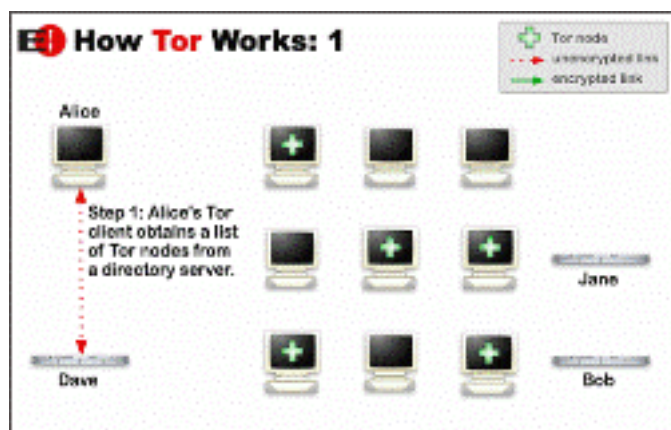 EFF How Tor Works: 1
Tor node
unencrypted link
encrypted link
Alice
Step 1: Alice's Tor
client obtains a list
of Tor nodes from
a directory server.
Jane
Dave
Bob